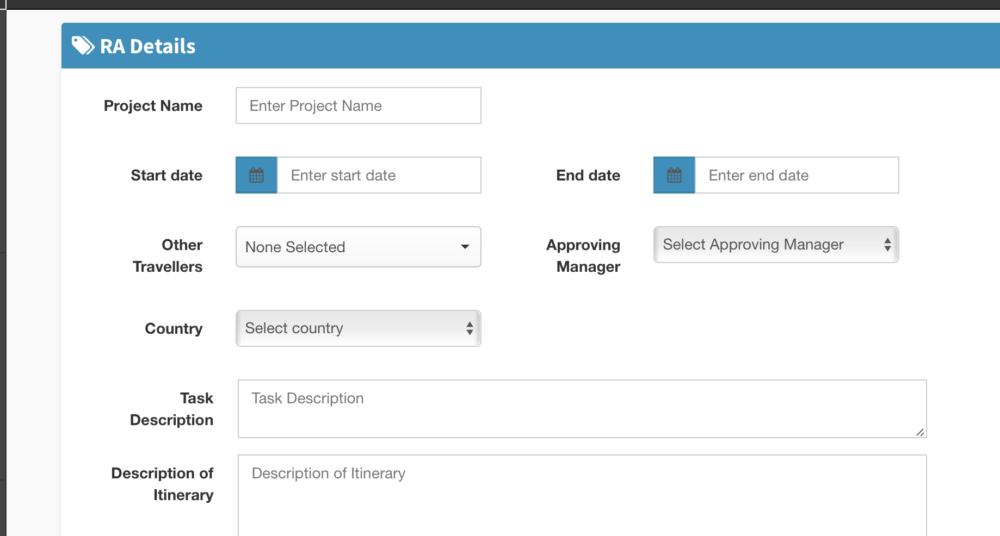 RA Details
Project Name
Enter Project Name
Start date
Enter start date
End date
Enter end date
Other
Travellers
None Selected
Approving
Manager
Select Approving Manager
Country
Select country
Task
Description
Task Description
Description of
Itinerary
Description of Itinerary